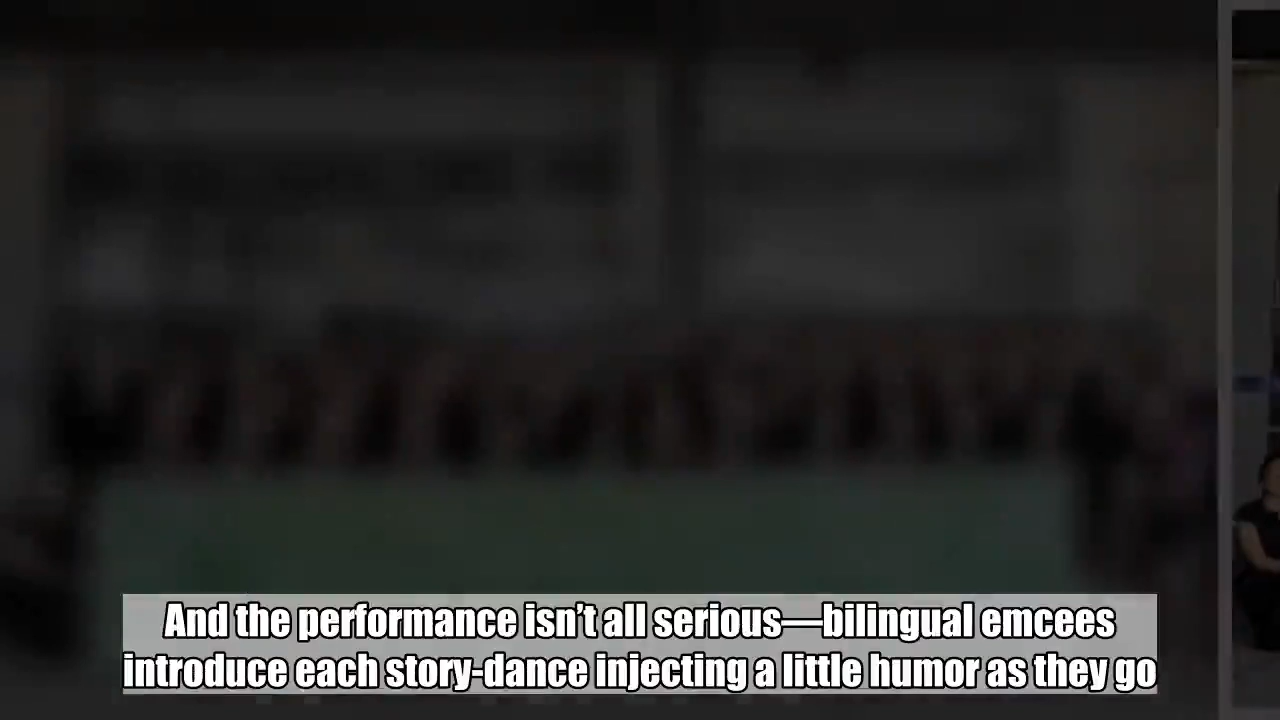 And the performance isn’t all serious—bilingual emcees
introduce each story-dance injecting a little humor as they go